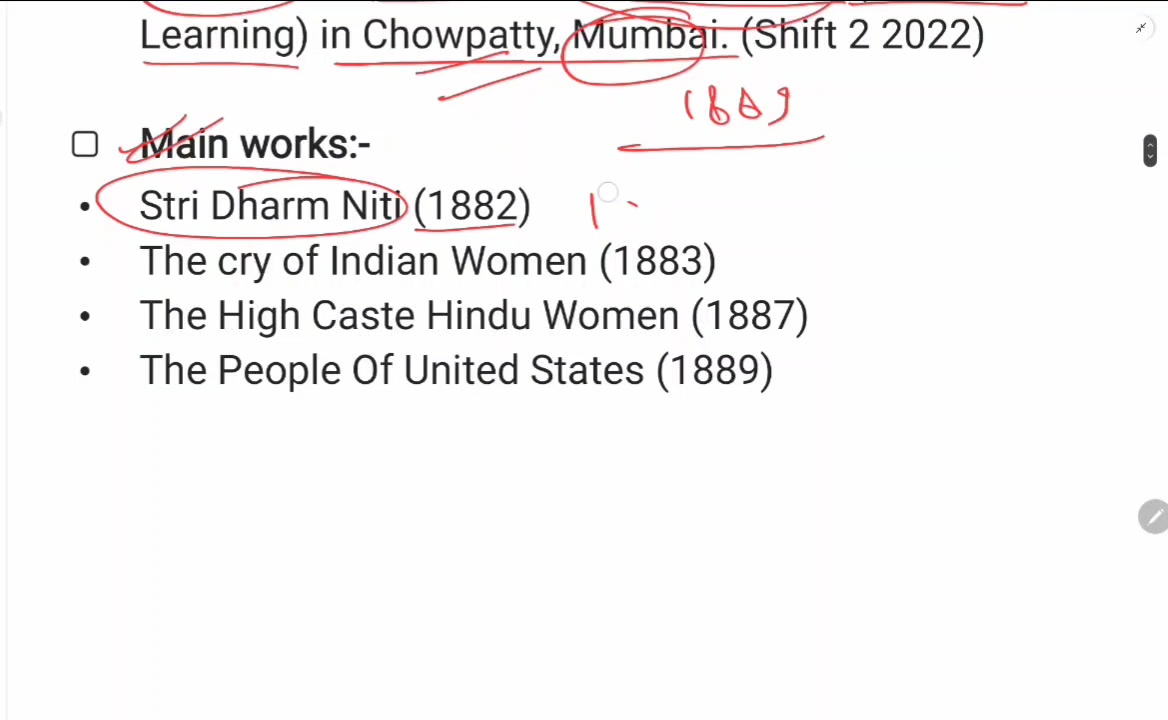 Learning) in Chowpatty, Mumbai. (Shift 2 2022)
1889
Main works:-
• Stri Dharm Niti (1882)
• The cry of Indian Women (1883)
• The High Caste Hindu Women (1887)
• The People Of United States (1889)